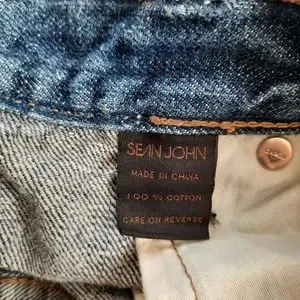 SEAN JOHN
MADE IN CHINA
100 % COTTON
CARE ON REVERSE